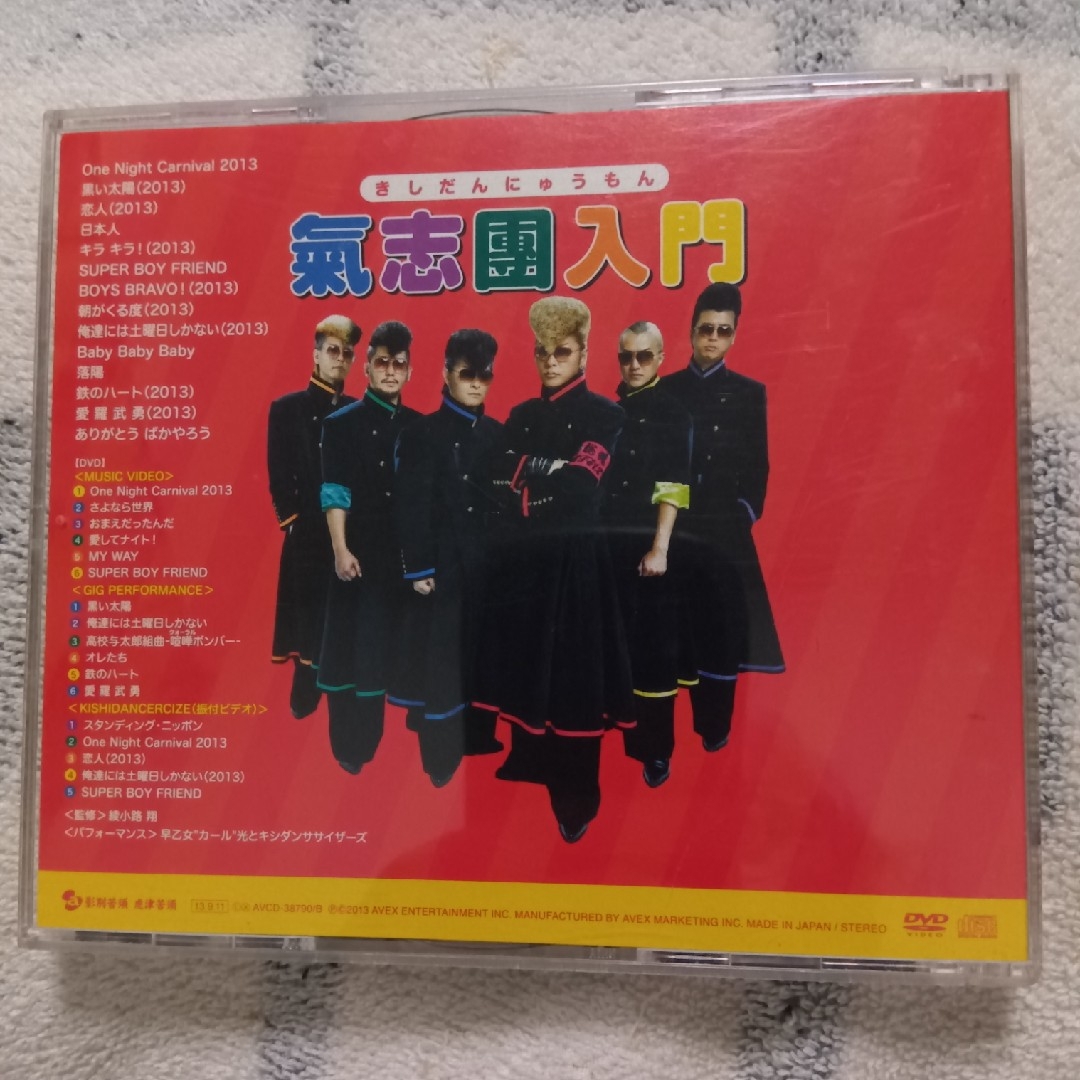 One Night Carnival 2013
黒い太陽(2013)
恋人(2013)
日本人
キラ キラ!(2013)
SUPER BOY FRIEND
BOYS BRAVO!(2013)
朝がくる度(2013)
俺達には土曜日しかない(2013)
Baby Baby Baby
落陽
鉄のハート(2013)
愛 羅 武 勇(2013)
ありがとう ばかやろう
きしだんにゅうもん
氣志團入門
【DVD】
<MUSIC VIDEO>
1 One Night Carnival 2013
2 さよなら世界
3 おまえだったんだ
4 愛してナイト!
5 MY WAY
6 SUPER BOY FRIEND
<GIG PERFORMANCE>
1 黒い太陽
2 俺達には土曜日しかない
3 高校与太郎組曲-喧嘩ボンバー-
4 オレたち
5 鉄のハート
6 愛 羅 武 勇
<KISHIDANCERCIZE(振付ビデオ)>
1 スタンディング・ニッポン
2 One Night Carnival 2013
3 恋人(2013)
4 俺達には土曜日しかない(2013)
5 SUPER BOY FRIEND
<監修> 綾小路 翔
<パフォーマンス> 早乙女"カール"光とキシダンササイザーズ
影別苦須 虎津苦須
13.9.11 AVCD-38790/B ℗©2013 AVEX ENTERTAINMENT INC. MANUFACTURED BY AVEX MARKETING INC. MADE IN JAPAN / STEREO
DVD
VIDEO